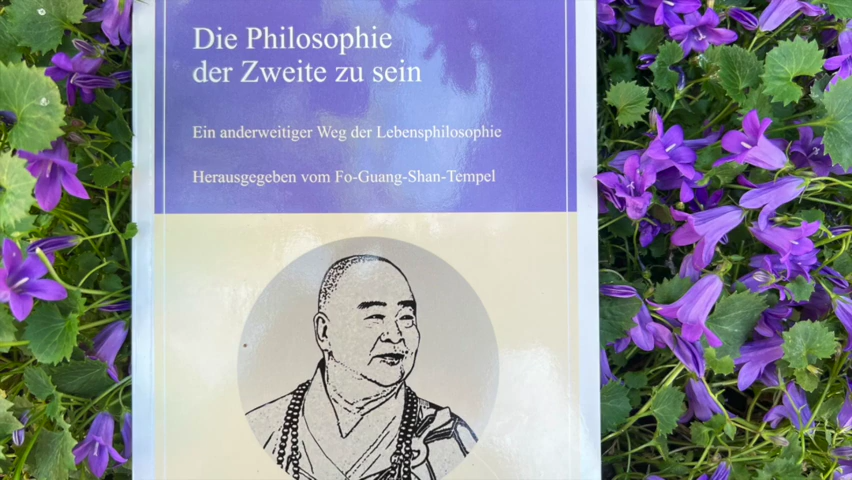 Die Philosophie
der Zweite zu sein
Ein anderweitiger Weg der Lebensphilosophie
Herausgegeben vom Fo-Guang-Shan-Tempel